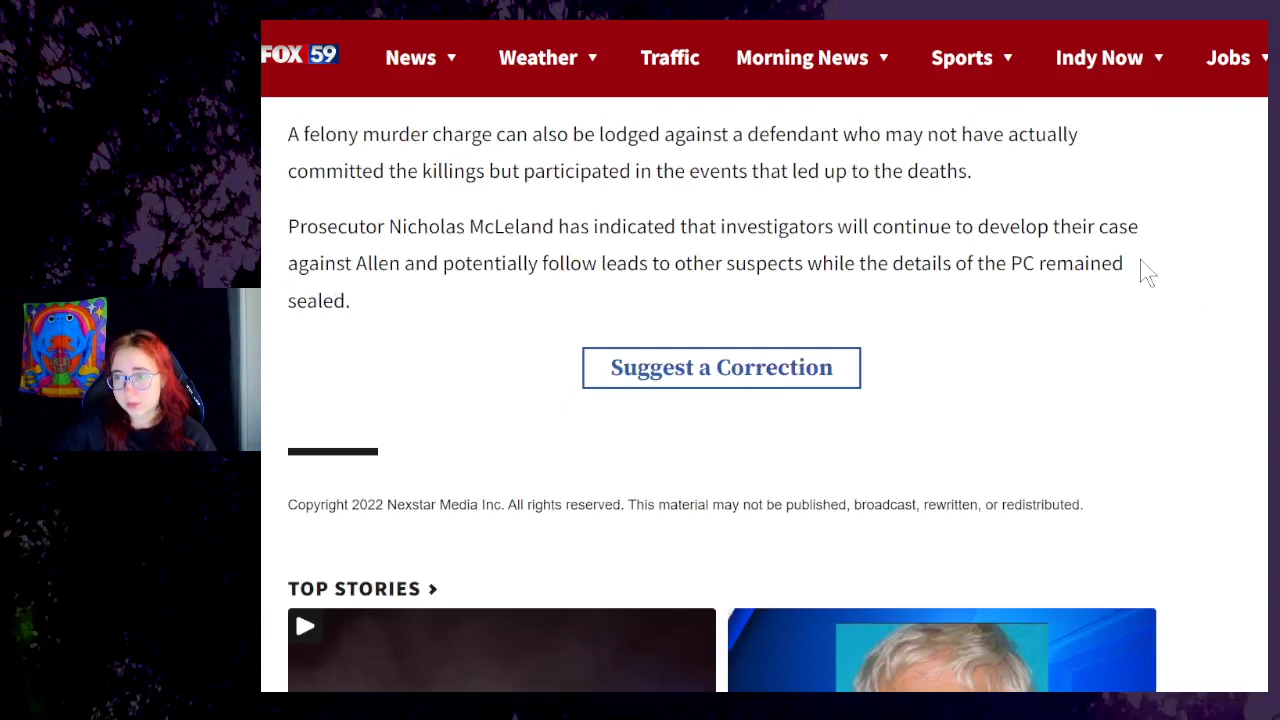 FOX 59 News Weather Traffic Morning News Sports Indy Now Jobs
A felony murder charge can also be lodged against a defendant who may not have actually
committed the killings but participated in the events that led up to the deaths.
Prosecutor Nicholas McLeland has indicated that investigators will continue to develop their case
against Allen and potentially follow leads to other suspects while the details of the PC remained
sealed.
Suggest a Correction
Copyright 2022 Nexstar Media Inc. All rights reserved. This material may not be published, broadcast, rewritten, or redistributed.
TOP STORIES